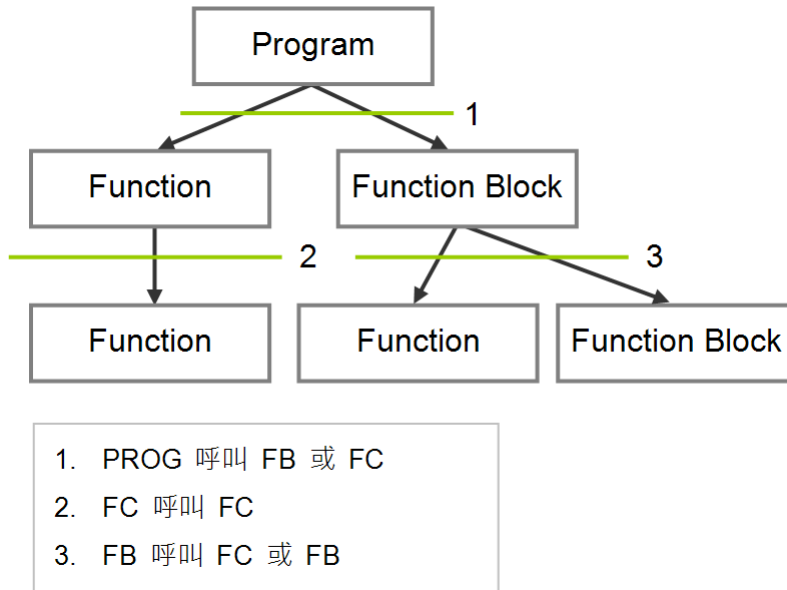 Program
1
Function
Function Block
2
3
Function
Function
Function Block
1. PROG 呼叫 FB 或 FC
2. FC 呼叫 FC
3. FB 呼叫 FC 或 FB